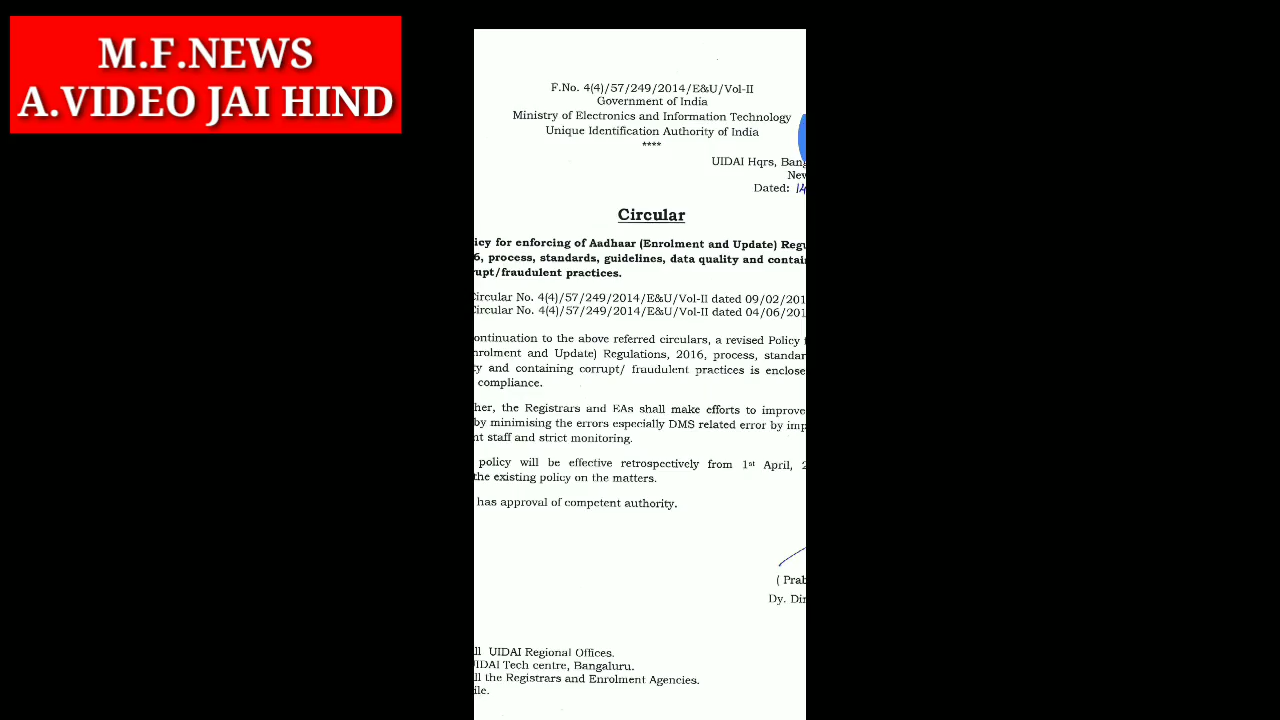 M.F.NEWS
A.VIDEO JAI HIND
F.No. 4(4)/57/249/2014/E&U/Vol-II
Government of India
Ministry of Electronics and Information Technology
Unique Identification Authority of India
****
UIDAI Hqrs, Bang
New
Dated: 14
Circular
icy for enforcing of Aadhaar (Enrolment and Update) Regu
6, process, standards, guidelines, data quality and contai
rupt/fraudulent practices.
Circular No. 4(4)/57/249/2014/E&U/Vol-II dated 09/02/201
Circular No. 4(4)/57/249/2014/E&U/Vol-II dated 04/06/201
ontinuation to the above referred circulars, a revised Policy f
nrolment and Update) Regulations, 2016, process, standar
ty and containing corrupt/ fraudulent practices is enclose
compliance.
her, the Registrars and EAs shall make efforts to improve
by minimising the errors especially DMS related error by imp
nt staff and strict monitoring.
policy will be effective retrospectively from 1st April, 2
the existing policy on the matters.
has approval of competent authority.
( Prab
Dy. Dir
ll UIDAI Regional Offices.
UIDAI Tech centre, Bangaluru.
ll the Registrars and Enrolment Agencies.
ile.